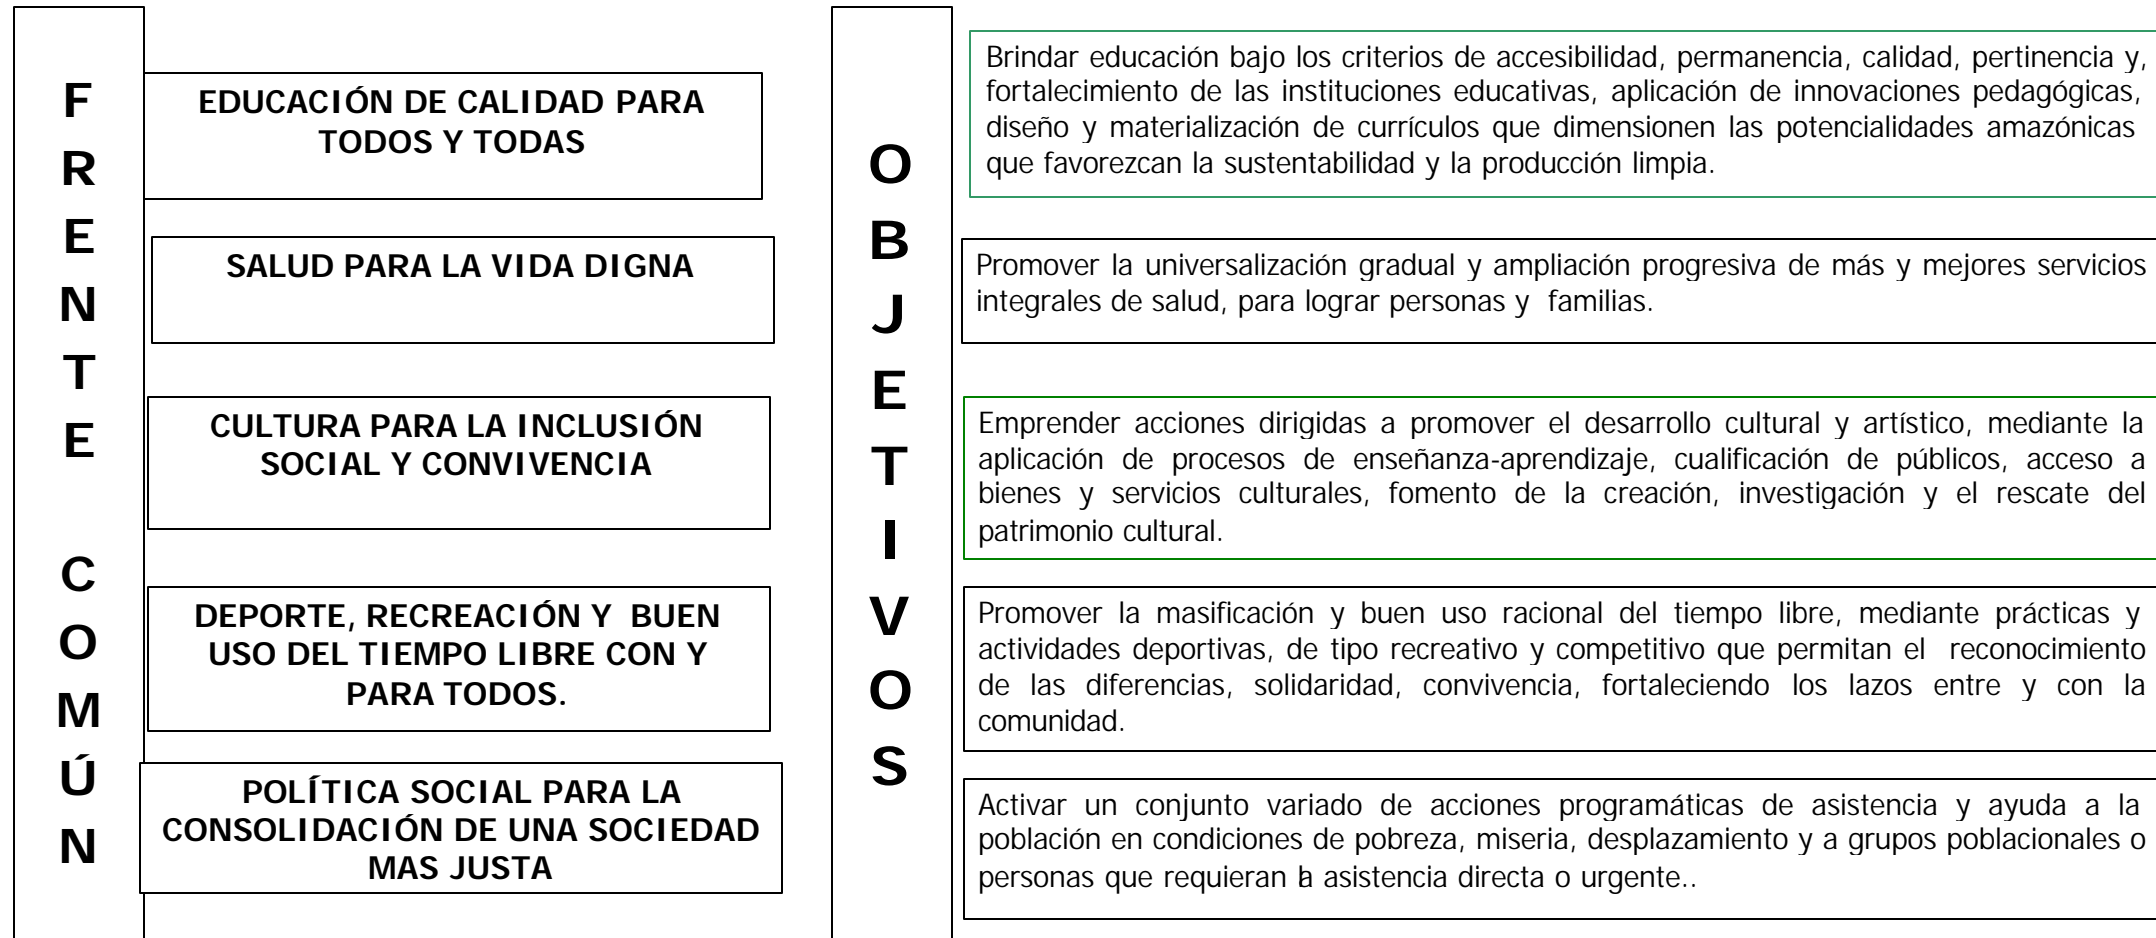 FRENTE COMÚN
EDUCACIÓN DE CALIDAD PARA
TODOS Y TODAS
SALUD PARA LA VIDA DIGNA
CULTURA PARA LA INCLUSIÓN
SOCIAL Y CONVIVENCIA
DEPORTE, RECREACIÓN Y BUEN
USO DEL TIEMPO LIBRE CON Y
PARA TODOS.
POLÍTICA SOCIAL PARA LA
CONSOLIDACIÓN DE UNA SOCIEDAD
MAS JUSTA
OBJETIVOS
Brindar educación bajo los criterios de accesibilidad, permanencia, calidad, pertinencia y,
fortalecimiento de las instituciones educativas, aplicación de innovaciones pedagógicas,
diseño y materialización de currículos que dimensionen las potencialidades amazónicas
que favorezcan la sustentabilidad y la producción limpia.
Promover la universalización gradual y ampliación progresiva de más y mejores servicios
integrales de salud, para lograr personas y familias.
Emprender acciones dirigidas a promover el desarrollo cultural y artístico, mediante la
aplicación de procesos de enseñanza-aprendizaje, cualificación de públicos, acceso a
bienes y servicios culturales, fomento de la creación, investigación y el rescate del
patrimonio cultural.
Promover la masificación y buen uso racional del tiempo libre, mediante prácticas y
actividades deportivas, de tipo recreativo y competitivo que permitan el reconocimiento
de las diferencias, solidaridad, convivencia, fortaleciendo los lazos entre y con la
comunidad.
Activar un conjunto variado de acciones programáticas de asistencia y ayuda a la
población en condiciones de pobreza, miseria, desplazamiento y a grupos poblacionales o
personas que requieran la asistencia directa o urgente..